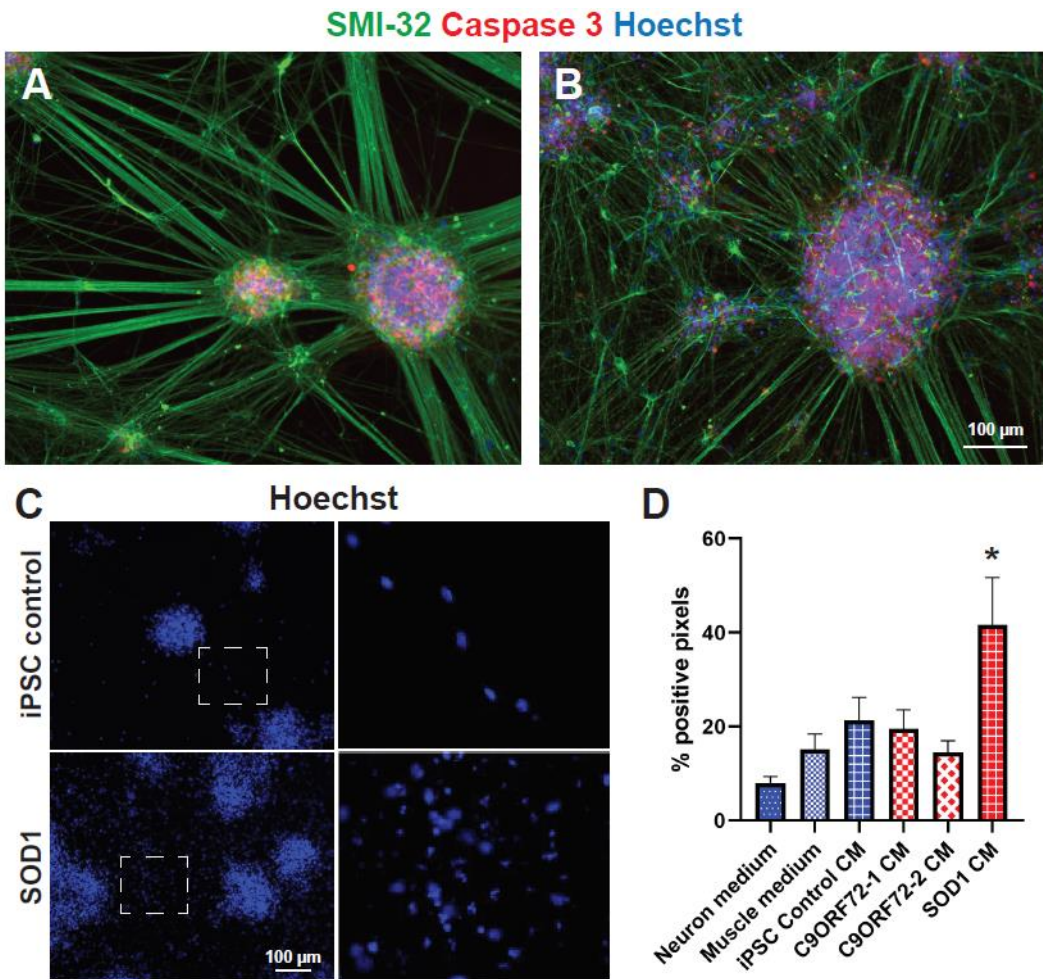 SMI-32 Caspase 3 Hoechst
A
B
100 µm
C
Hoechst
iPSC control
SOD1
100 µm
D
% positive pixels
60
40
20
0
*
Neuron medium
Muscle medium
iPSC Control CM
C9ORF72-1 CM
C9ORF72-2 CM
SOD1 CM